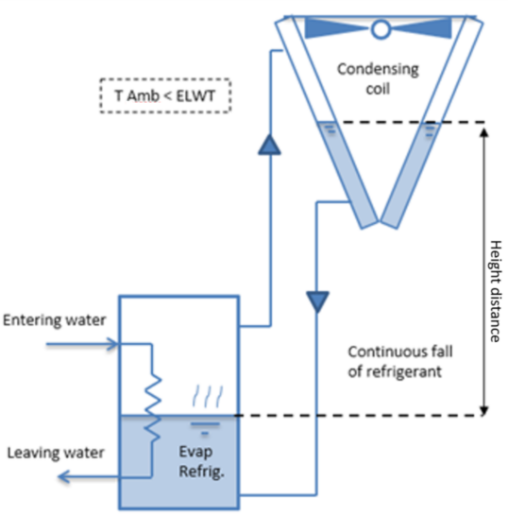 Condensing
coil
T Amb < ELWT
Height distance
Entering water
Continuous fall
of refrigerant
Leaving water
Evap
Refrig.